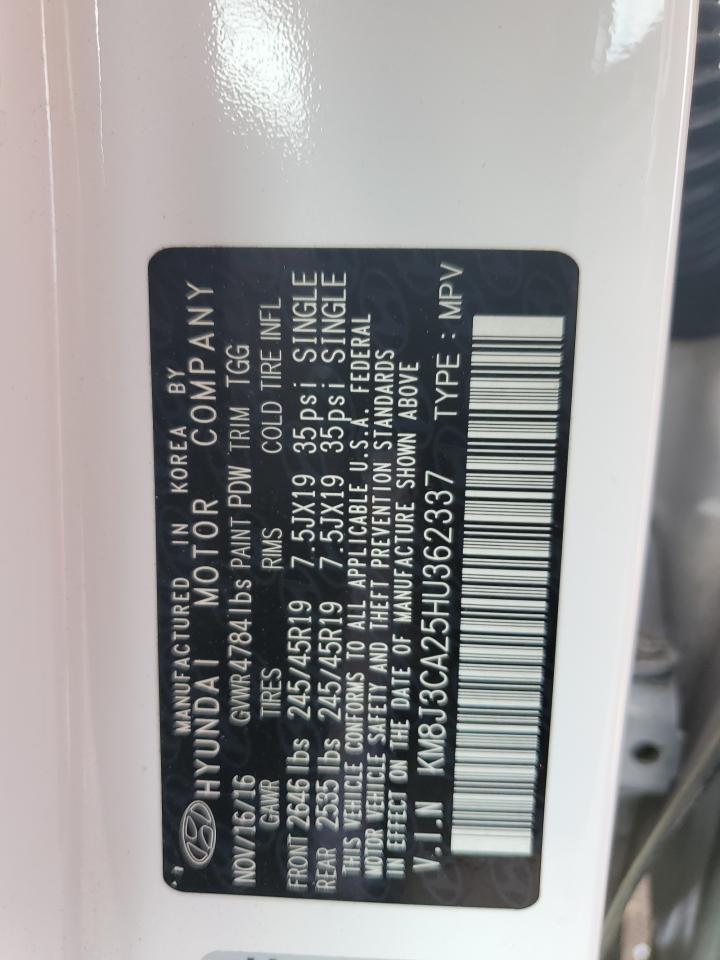 MANUFACTURED IN KOREA BY
HYUNDAI MOTOR COMPANY
NOV/16/16 GVWR 4784 lbs PAINT PDW TRIM TGG
GAWR TIRES RIMS COLD TIRE INFL
FRONT 2646 lbs 245/45R19 7.5JX19 35psi SINGLE
REAR 2535 lbs 245/45R19 7.5JX19 35psi SINGLE
THIS VEHICLE CONFORMS TO ALL APPLICABLE U.S.A. FEDERAL
MOTOR VEHICLE SAFETY AND THEFT PREVENTION STANDARDS
IN EFFECT ON THE DATE OF MANUFACTURE SHOWN ABOVE
V.I.N KM8J3CA25HU362337 TYPE : MPV